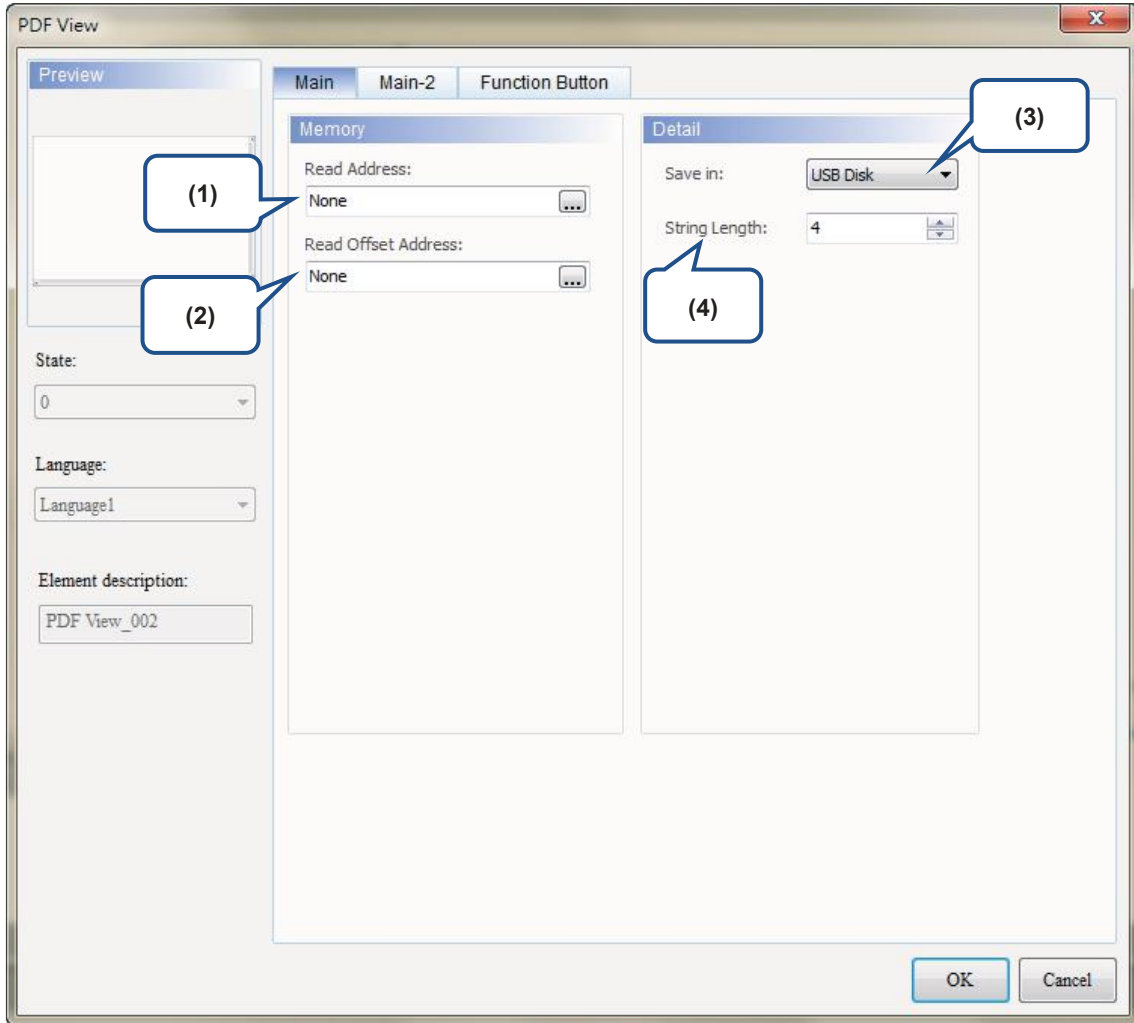 PDF View
Preview
Main Main-2 Function Button
Memory
Read Address:
None ...
Read Offset Address:
None ...
Detail
Save in: USB Disk
String Length: 4
(1)
(2)
(3)
(4)
State:
0
Language:
Language1
Element description:
PDF View_002
OK Cancel